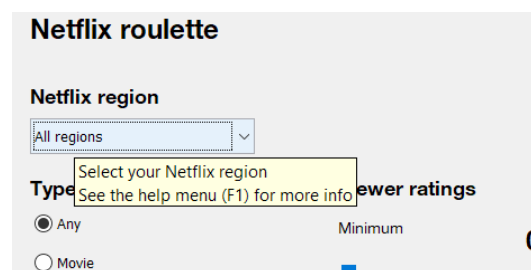 Netflix roulette
Netflix region
All regions
Select your Netflix region
See the help menu (F1) for more info
Type
ewer ratings
Any
Minimum
Movie